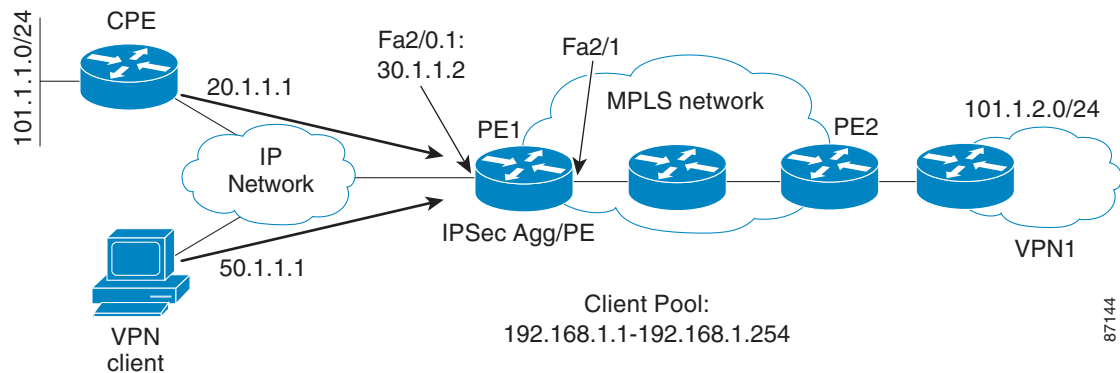 CPE
101.1.1.0/24
Fa2/0.1:
30.1.1.2
Fa2/1
20.1.1.1
MPLS network
101.1.2.0/24
PE1
PE2
IP
Network
IPSec Agg/PE
VPN1
50.1.1.1
VPN
client
Client Pool:
192.168.1.1-192.168.1.254
87144